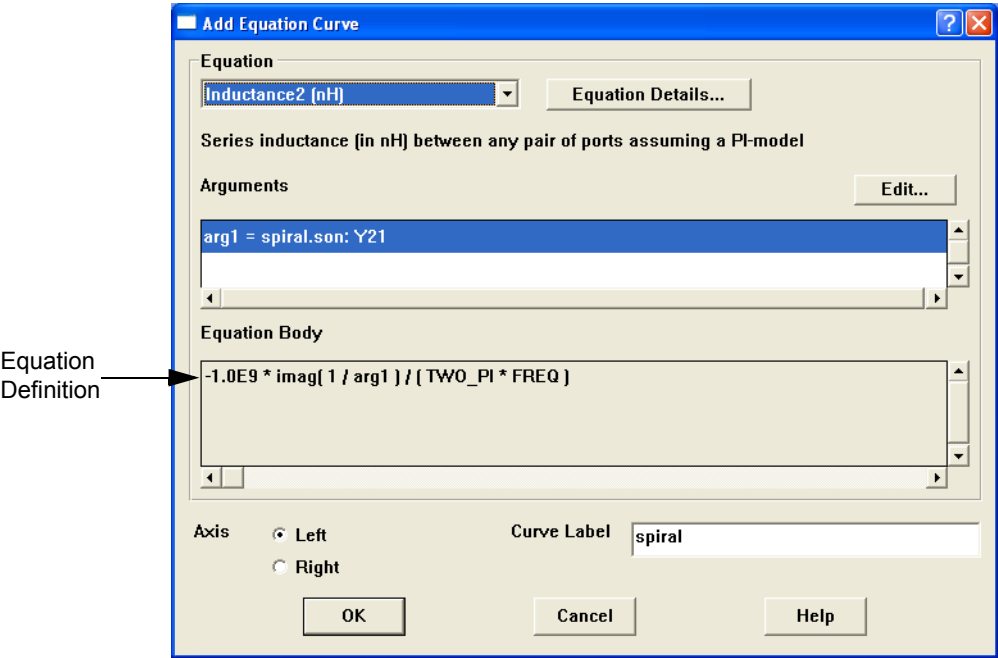 Add Equation Curve
Equation
Inductance2 (nH)
Equation Details...
Series inductance (in nH) between any pair of ports assuming a PI-model
Arguments
Edit...
arg1 = spiral.son: Y21
Equation Body
Equation
Definition
-1.0E9 * imag( 1 / arg1 ) / ( TWO_PI * FREQ )
Axis
Left
Right
Curve Label
spiral
OK
Cancel
Help